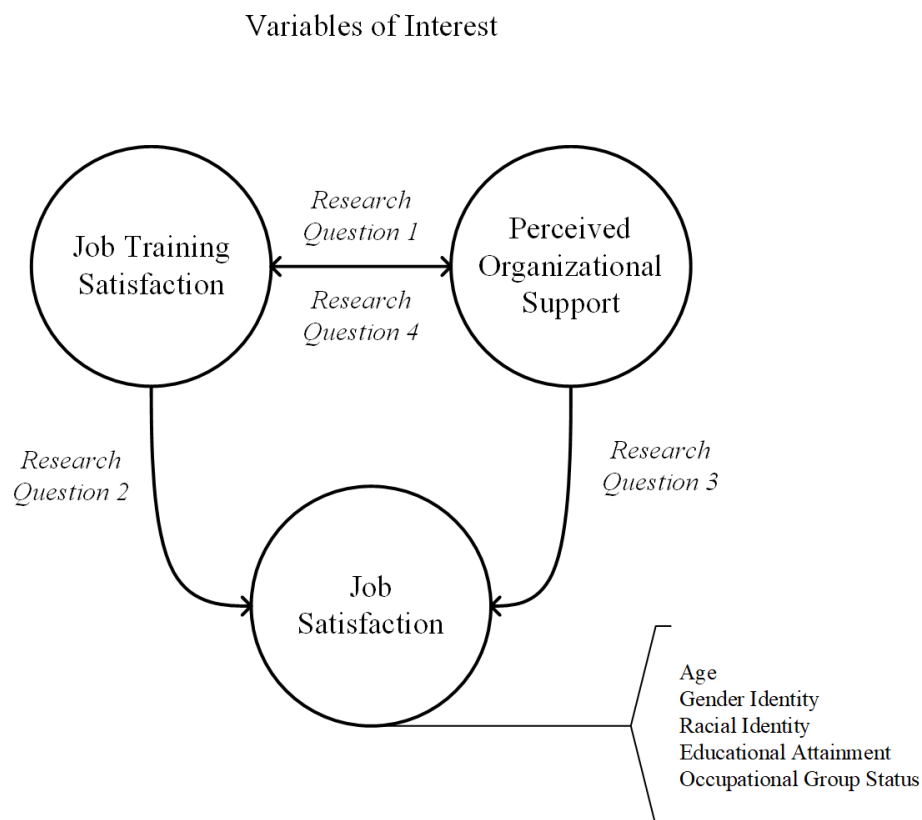 Variables of Interest
Research
Question 1
Job Training
Satisfaction
Perceived
Organizational
Support
Research
Question 4
Research
Question 2
Research
Question 3
Job
Satisfaction
Age
Gender Identity
Racial Identity
Educational Attainment
Occupational Group Status